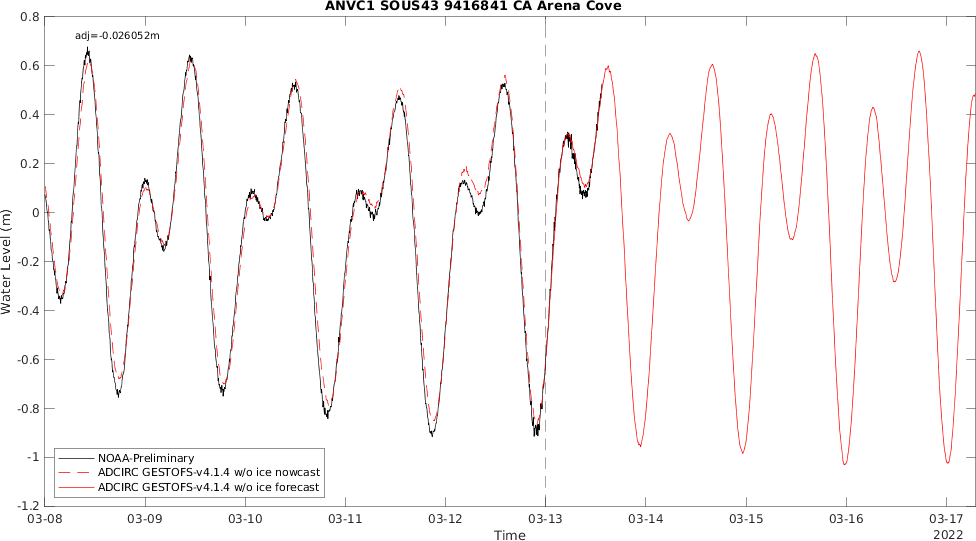 ANVC1 SOUS43 9416841 CA Arena Cove
adj=-0.026052m
Water Level (m)
0.8
0.6
0.4
0.2
0
-0.2
-0.4
-0.6
-0.8
-1
-1.2
NOAA-Preliminary
ADCIRC GESTOFS-v4.1.4 w/o ice nowcast
ADCIRC GESTOFS-v4.1.4 w/o ice forecast
03-08 03-09 03-10 03-11 03-12 03-13 03-14 03-15 03-16 03-17
Time
2022